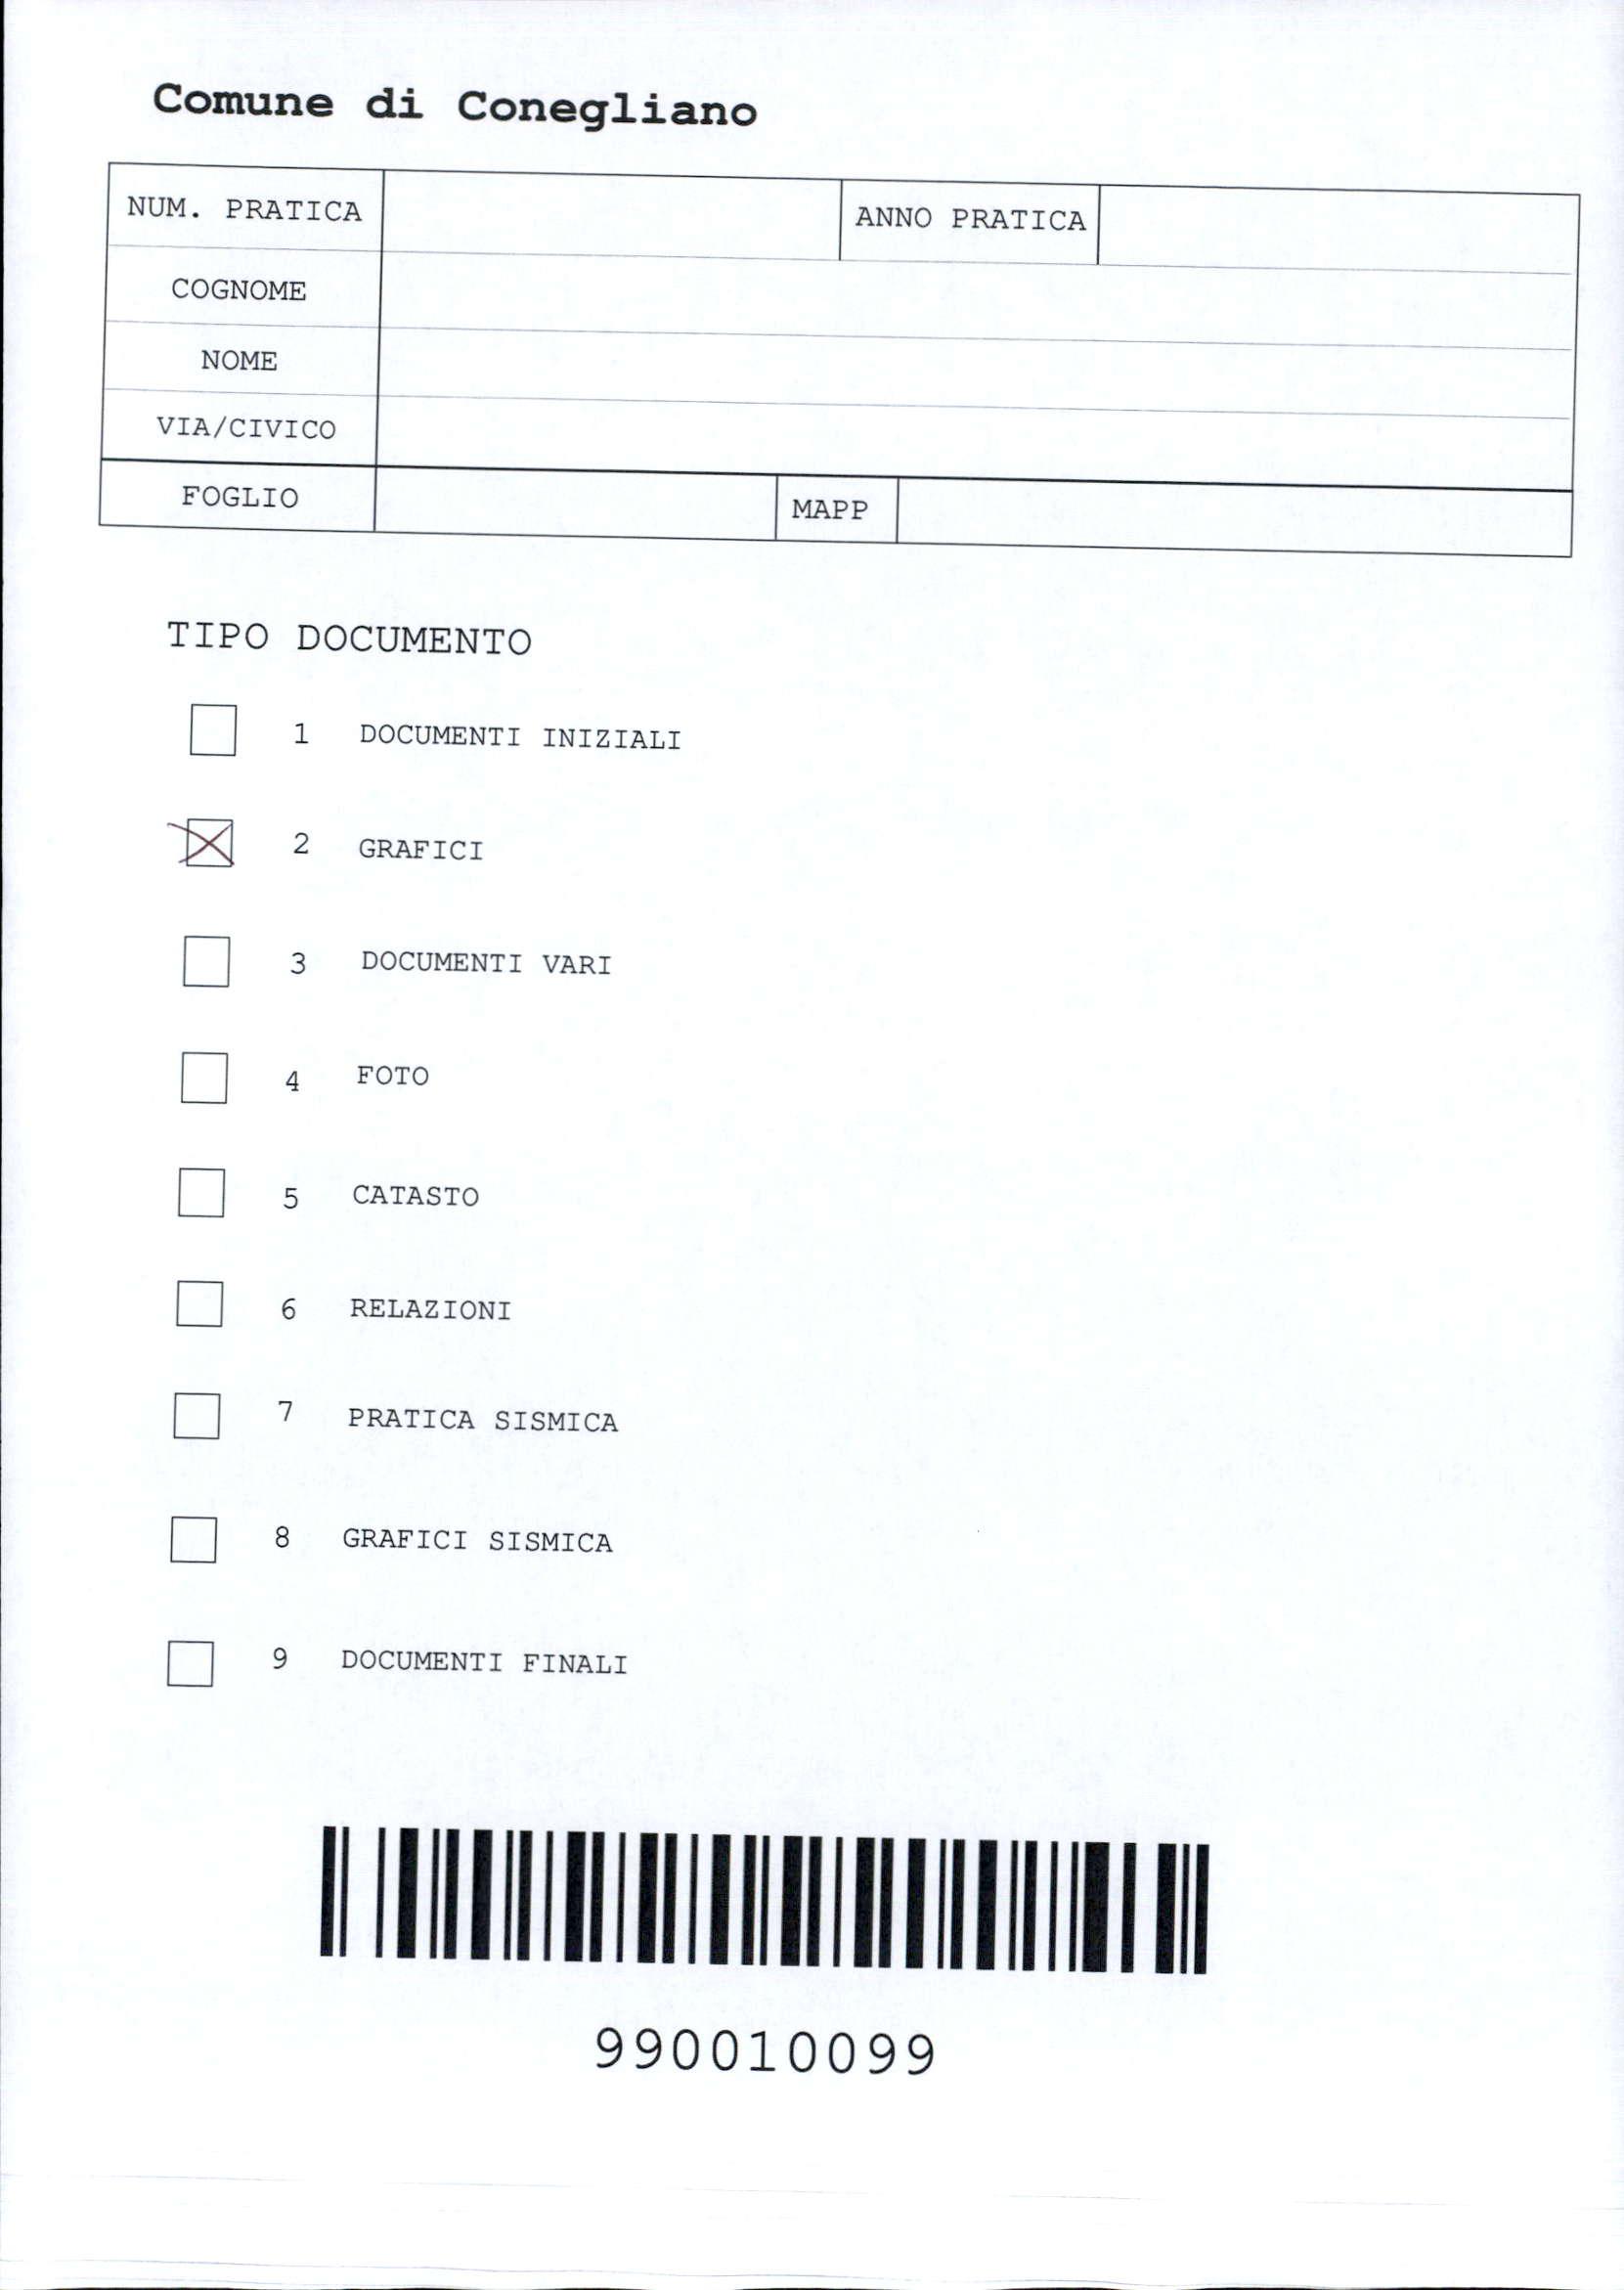 Comune di Conegliano
NUM. PRATICA ANNO PRATICA
COGNOME
NOME
VIA/CIVICO
FOGLIO MAPP
TIPO DOCUMENTO
1 DOCUMENTI INIZIALI
2 GRAFICI
3 DOCUMENTI VARI
4 FOTO
5 CATASTO
6 RELAZIONI
7 PRATICA SISMICA
8 GRAFICI SISMICA
9 DOCUMENTI FINALI
990010099